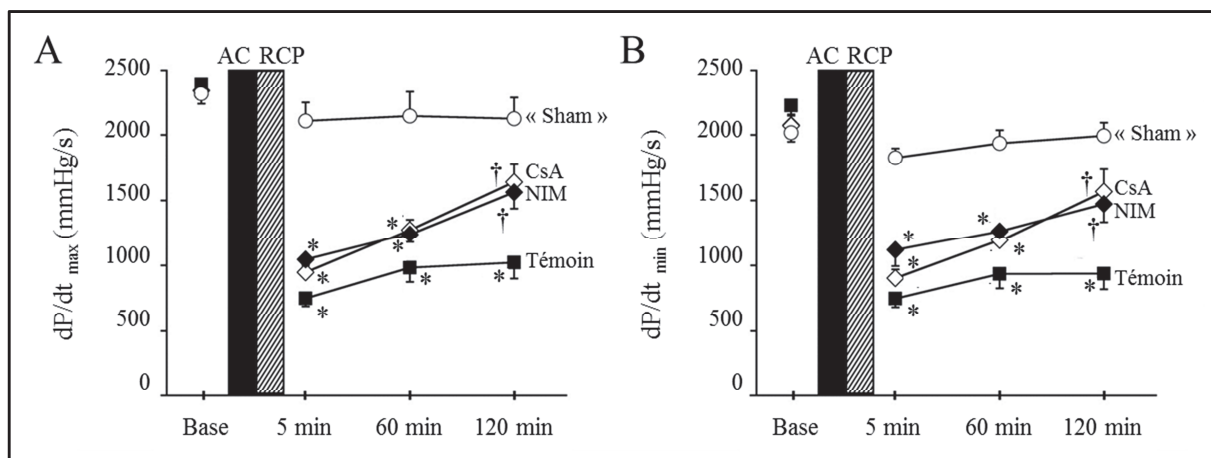 A
AC RCP
2500
2000
1500
1000
500
0
dP/dt max (mmHg/s)
« Sham »
†
CsA
NIM
†
* *
*
* *
Témoin
* *
*
Base 5 min 60 min 120 min
B
AC RCP
2500
2000
1500
1000
500
0
dP/dt min (mmHg/s)
« Sham »
†
CsA
NIM
†
* *
* *
Témoin
* *
*
Base 5 min 60 min 120 min